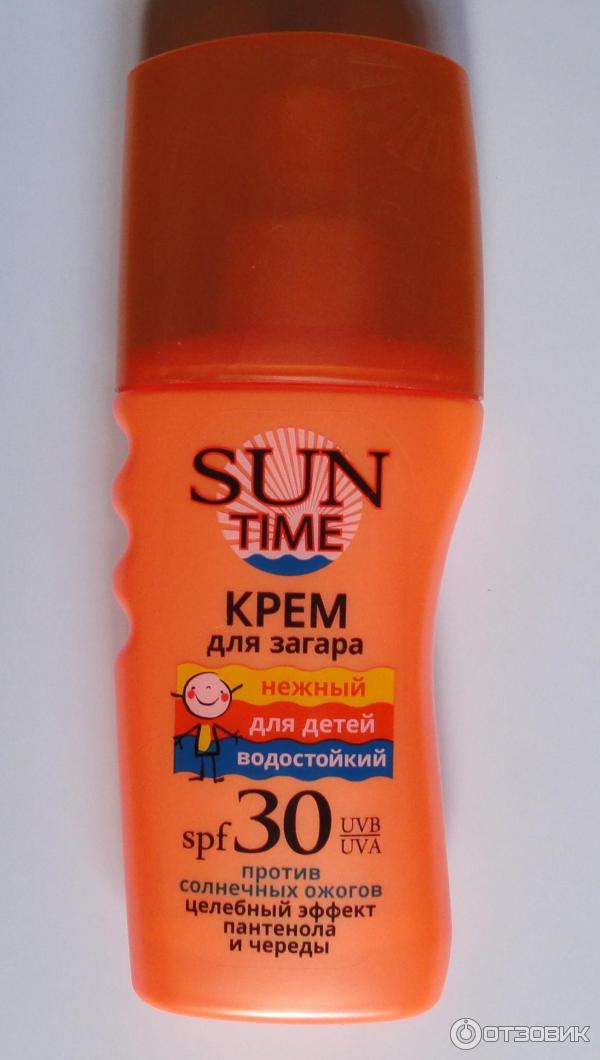 SUN
TIME
КРЕМ
для загара
нежный
для детей
водостойкий
spf 30 UVB
UVA
против
солнечных ожогов
целебный эффект
пантенола
и череды
ОТЗОВИК